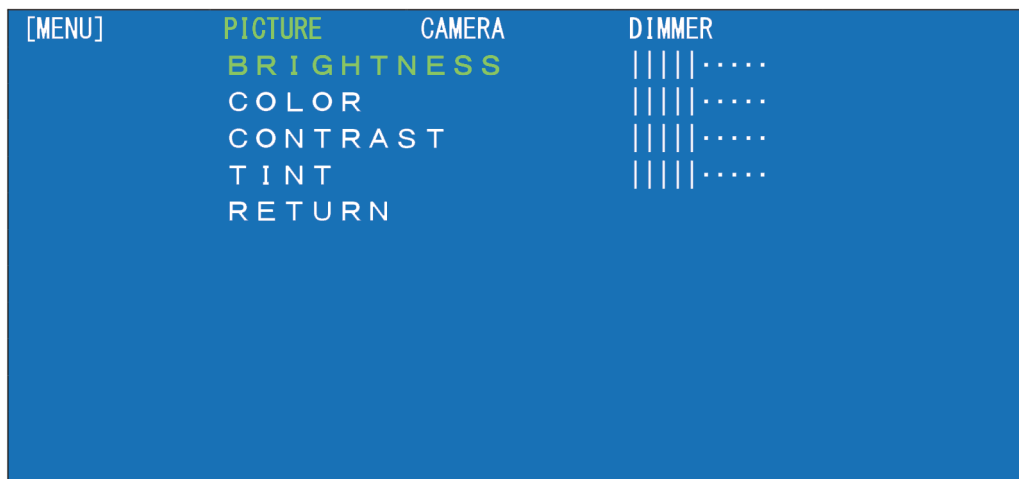 [MENU] PICTURE CAMERA DIMMER
BRIGHTNESS |||||·····
COLOR |||||·····
CONTRAST |||||·····
TINT |||||·····
RETURN